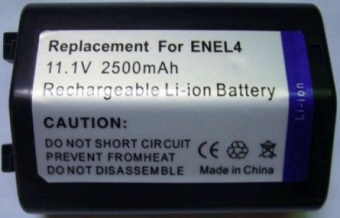 Replacement For ENEL4
11.1V 2500mAh
Rechargeable Li-ion Battery
CAUTION:
DO NOT SHORT CIRCUIT
PREVENT FROMHEAT
DO NOT DISASSEMBLY
CE
Made in China
Li-ion